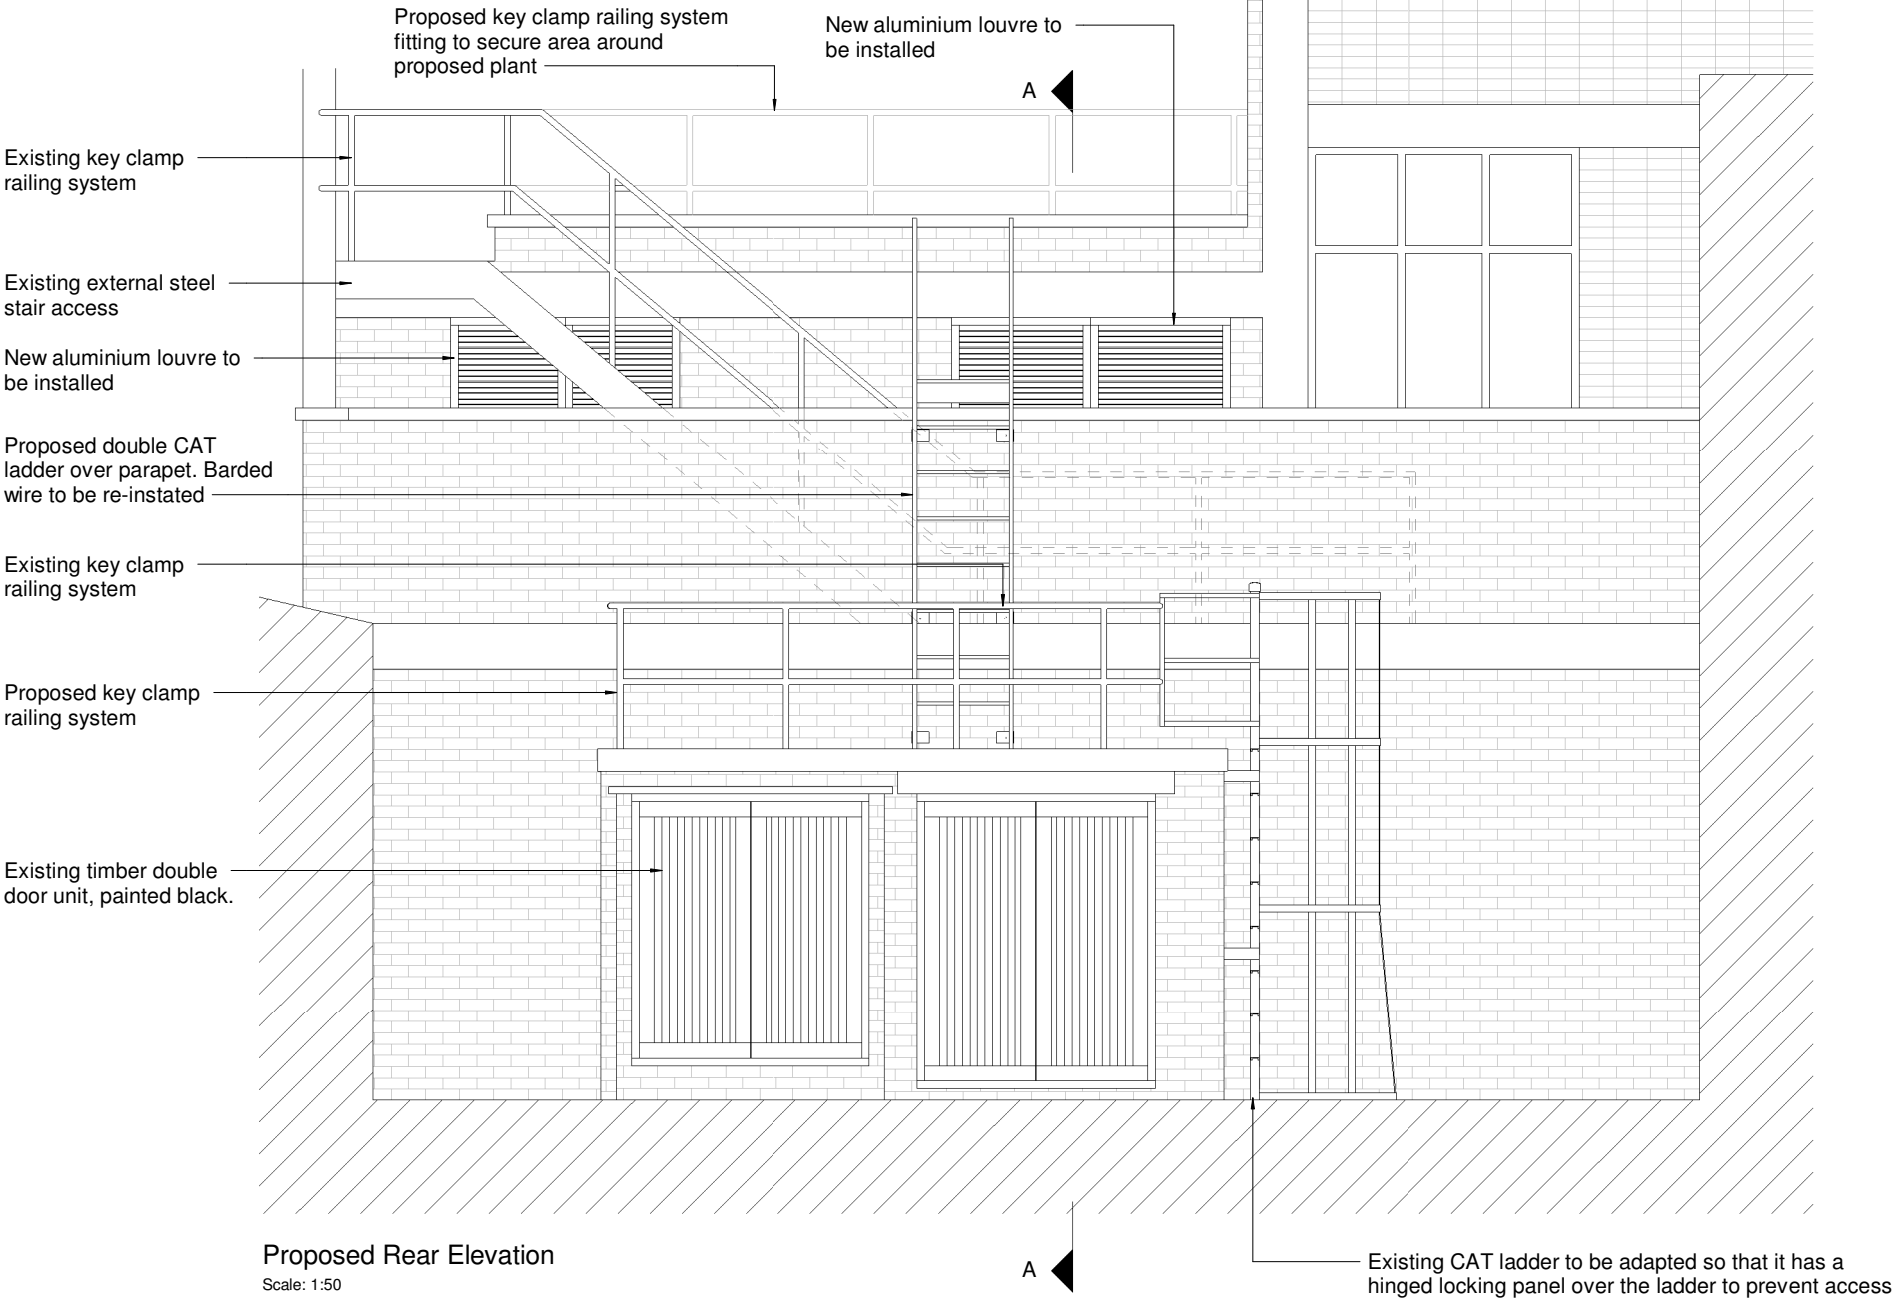 Proposed key clamp railing system
fitting to secure area around
proposed plant
New aluminium louvre to
be installed
A
Existing key clamp
railing system
Existing external steel
stair access
New aluminium louvre to
be installed
Proposed double CAT
ladder over parapet. Barded
wire to be re-instated
Existing key clamp
railing system
Proposed key clamp
railing system
Existing timber double
door unit, painted black.
Proposed Rear Elevation
Scale: 1:50
A
Existing CAT ladder to be adapted so that it has a
hinged locking panel over the ladder to prevent access